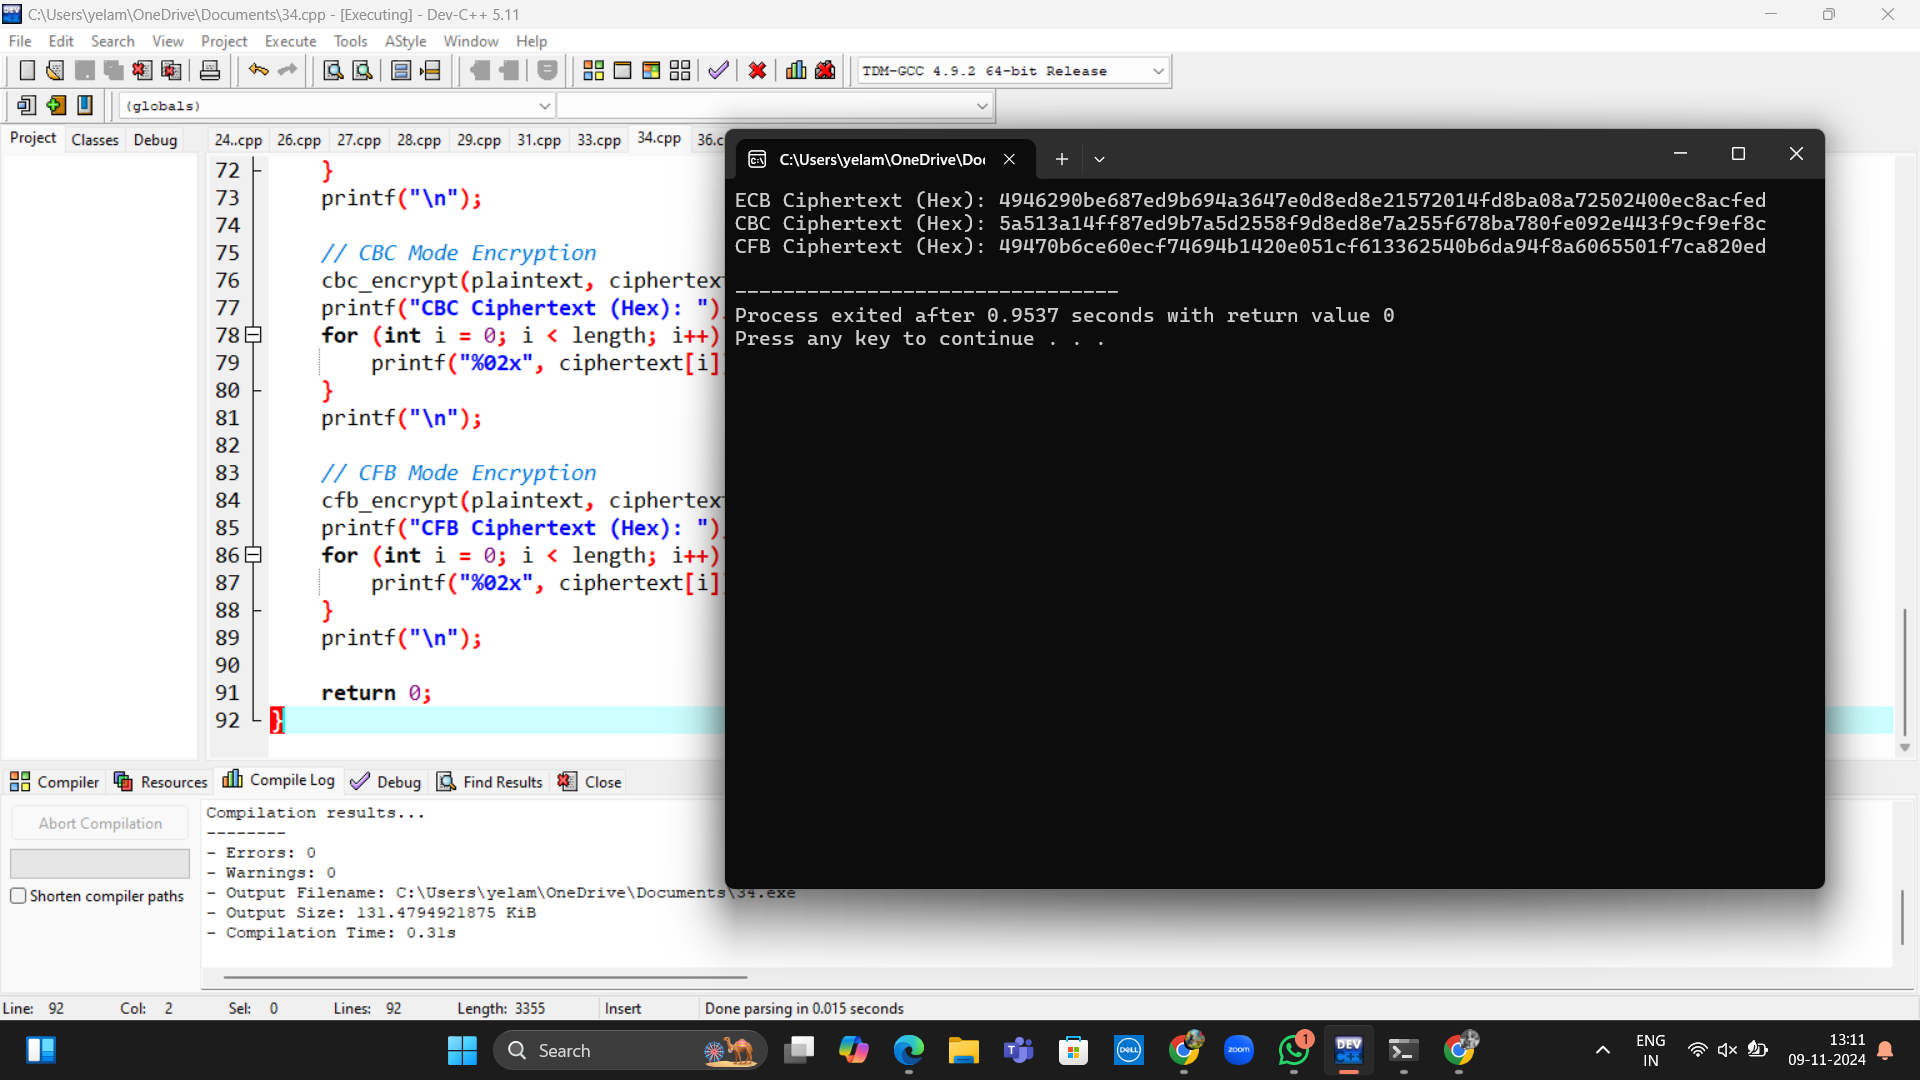 C:\Users\yelam\OneDrive\Documents\34.cpp - [Executing] - Dev-C++ 5.11
File Edit Search View Project Execute Tools AStyle Window Help
TDM-GCC 4.9.2 64-bit Release
(globals)
Project Classes Debug
24..cpp 26.cpp 27.cpp 28.cpp 29.cpp 31.cpp 33.cpp 34.cpp 36.c
72 }
73 printf("\n");
74
75 // CBC Mode Encryption
76 cbc_encrypt(plaintext, ciphertex
77 printf("CBC Ciphertext (Hex): ")
78 for (int i = 0; i < length; i++)
79 printf("%02x", ciphertext[i]
80 }
81 printf("\n");
82
83 // CFB Mode Encryption
84 cfb_encrypt(plaintext, ciphertex
85 printf("CFB Ciphertext (Hex): ")
86 for (int i = 0; i < length; i++)
87 printf("%02x", ciphertext[i]
88 }
89 printf("\n");
90
91 return 0;
92 }
C:\Users\yelam\OneDrive\Do
ECB Ciphertext (Hex): 4946290be687ed9b694a3647e0d8ed8e21572014fd8ba08a72502400ec8acfed
CBC Ciphertext (Hex): 5a513a14ff87ed9b7a5d2558f9d8ed8e7a255f678ba780fe092e443f9cf9ef8c
CFB Ciphertext (Hex): 49470b6ce60ecf74694b1420e051cf613362540b6da94f8a6065501f7ca820ed
--------------------------------
Process exited after 0.9537 seconds with return value 0
Press any key to continue . . .
Compiler Resources Compile Log Debug Find Results Close
Abort Compilation
Shorten compiler paths
Compilation results...
--------
- Errors: 0
- Warnings: 0
- Output Filename: C:\Users\yelam\OneDrive\Documents\34.exe
- Output Size: 131.4794921875 KiB
- Compilation Time: 0.31s
Line: 92 Col: 2 Sel: 0 Lines: 92 Length: 3355 Insert Done parsing in 0.015 seconds
Search
DELL
zoom
1
DEV C++
ENG
IN
13:11
09-11-2024